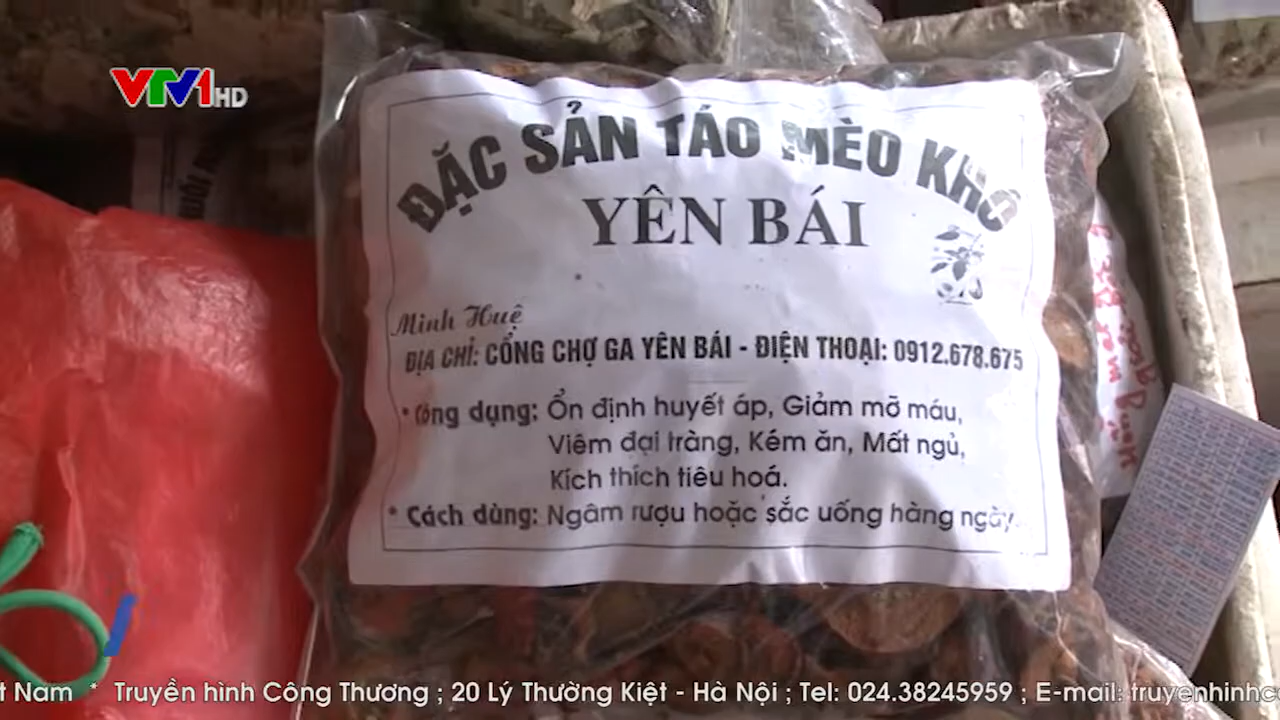 VTV1 HD
ĐẶC SẢN TÁO MÈO KHÔ
YÊN BÁI
Minh Huệ
ĐỊA CHỈ: CỔNG CHỢ GA YÊN BÁI - ĐIỆN THOẠI: 0912.678.675
* Công dụng: Ổn định huyết áp, Giảm mỡ máu,
Viêm đại tràng, Kém ăn, Mất ngủ,
Kích thích tiêu hoá.
* Cách dùng: Ngâm rượu hoặc sắc uống hàng ngày.
t Nam * Truyền hình Công Thương ; 20 Lý Thường Kiệt - Hà Nội ; Tel: 024.38245959 ; E-mail: truyenhinhc